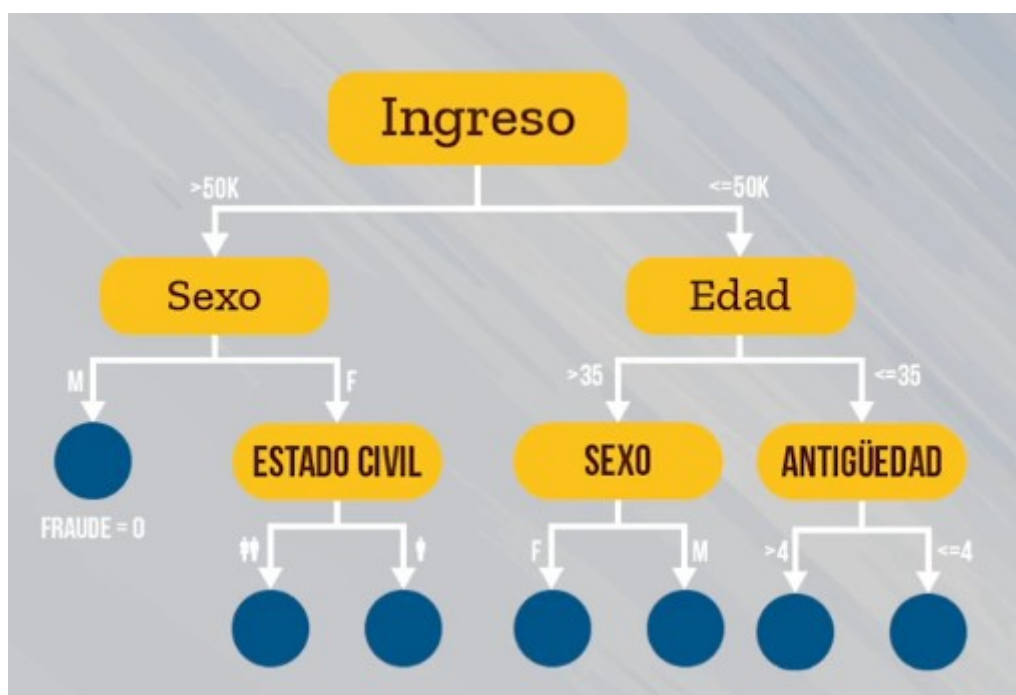 Ingreso
>50K
<=50K
Sexo
Edad
M
F
>35
<=35
ESTADO CIVIL
SEXO
ANTIGÜEDAD
FRAUDE = 0
F
M
>4
<=4